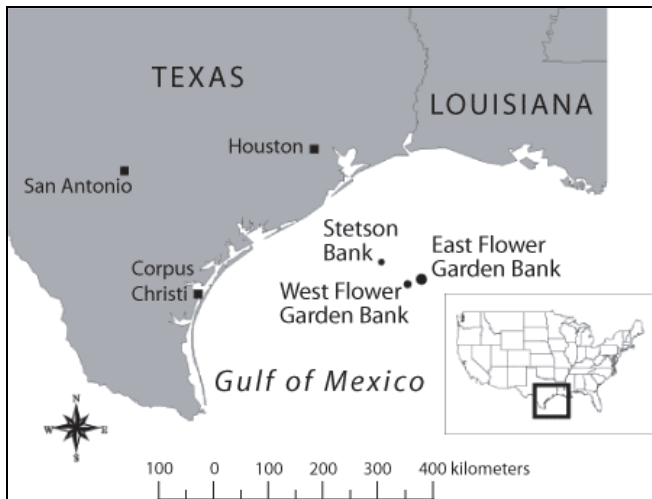 TEXAS
LOUISIANA
Houston
San Antonio
Stetson
Bank
East Flower
Garden Bank
Corpus
Christi
West Flower
Garden Bank
Gulf of Mexico
N
W
E
S
100 0 100 200 300 400 kilometers